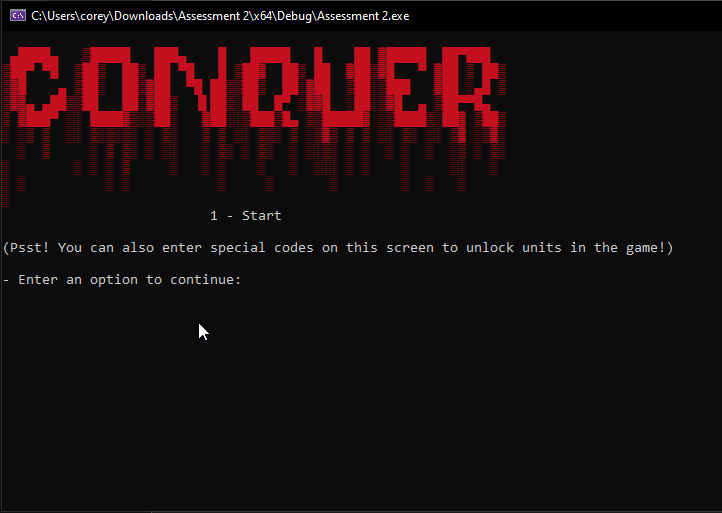 C:\Users\corey\Downloads\Assessment 2\x64\Debug\Assessment 2.exe
CONQUER
1 - Start
(Psst! You can also enter special codes on this screen to unlock units in the game!)
- Enter an option to continue: